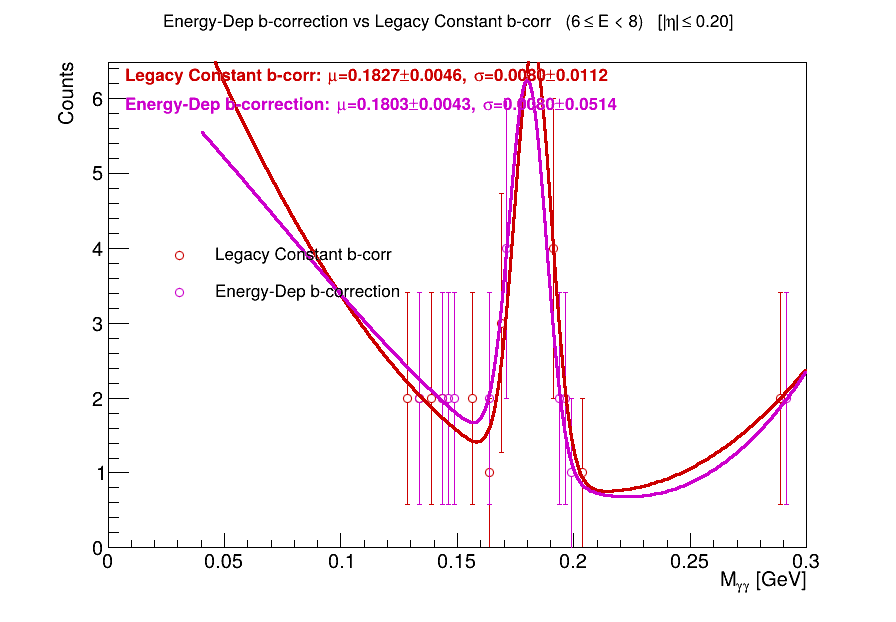 Energy-Dep b-correction vs Legacy Constant b-corr (6 ≤ E < 8) [|η| ≤ 0.20]
Counts
Legacy Constant b-corr: μ=0.1827±0.0046, σ=0.0080±0.0112
Energy-Dep b-correction: μ=0.1803±0.0043, σ=0.0080±0.0514
6
5
4
Legacy Constant b-corr
Energy-Dep b-correction
3
2
1
0
0 0.05 0.1 0.15 0.2 0.25 0.3
Mγγ [GeV]